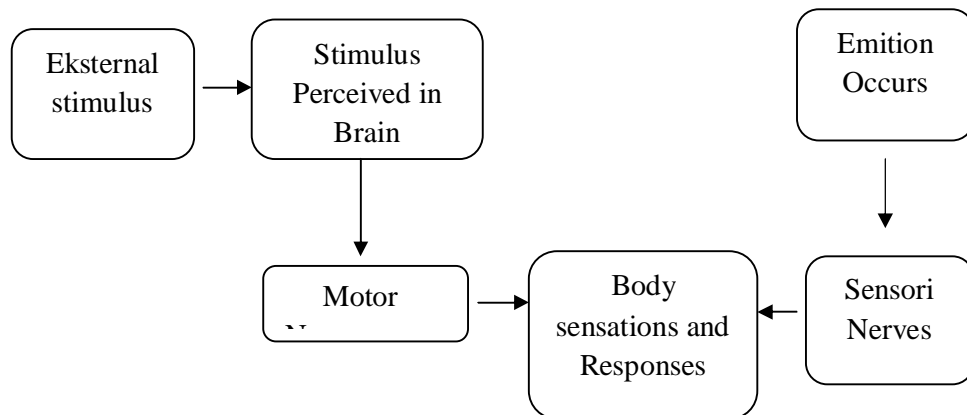 Eksternal
stimulus
Stimulus
Perceived in
Brain
Emition
Occurs
Motor
Body
sensations and
Responses
Sensori
Nerves